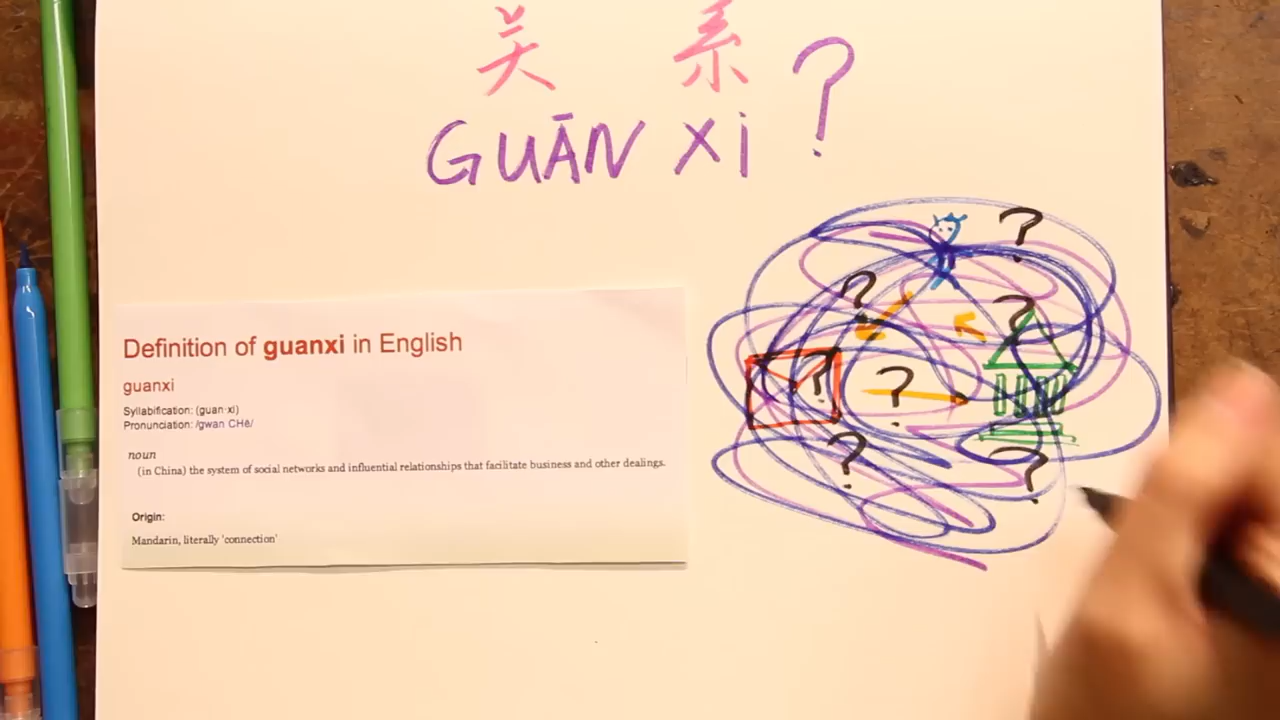 关 系
GUĀN Xi ?
Definition of guanxi in English
guanxi
Syllabification: (guan·xi)
Pronunciation: /gwan CHē/
noun
(in China) the system of social networks and influential relationships that facilitate business and other dealings.
Origin:
Mandarin, literally 'connection'
?
? ?
? ?
? ?